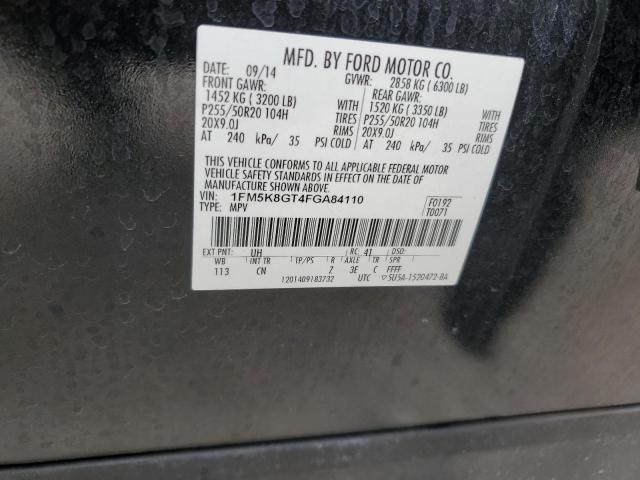 MFD. BY FORD MOTOR CO.
DATE: 09/14 GVWR: 2858 KG ( 6300 LB)
FRONT GAWR: REAR GAWR:
1452 KG ( 3200 LB) WITH 1520 KG ( 3350 LB) WITH
P255/50R20 104H TIRES P255/50R20 104H TIRES
20X9.0J RIMS 20X9.0J RIMS
AT 240 kPa/ 35 PSI COLD AT 240 kPa/ 35 PSI COLD
THIS VEHICLE CONFORMS TO ALL APPLICABLE FEDERAL MOTOR
VEHICLE SAFETY STANDARDS IN EFFECT ON THE DATE OF
MANUFACTURE SHOWN ABOVE.
VIN: 1FM5K8GT4FGA84110 F0192
TYPE: MPV T0071
EXT PNT: UH RC: 41 DSO:
WB INT TR TP/PS R AXLE TR SPR
113 CN Z 3E C FFFF
1201409183732 UTC 5U5A-1520472-BA